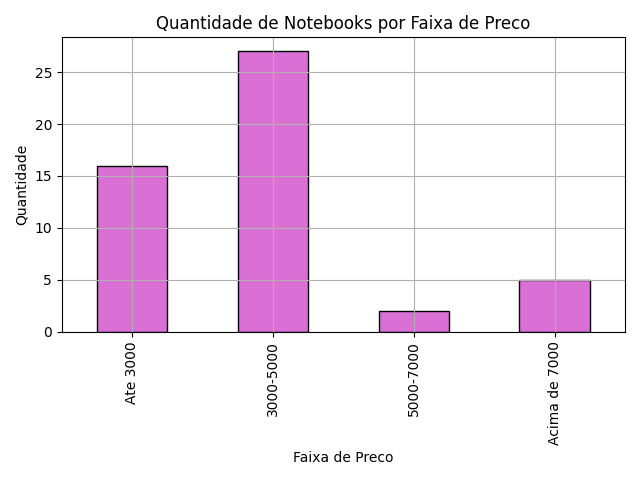 Quantidade de Notebooks por Faixa de Preco
25
20
15
10
5
0
Quantidade
Ate 3000
3000-5000
5000-7000
Acima de 7000
Faixa de Preco